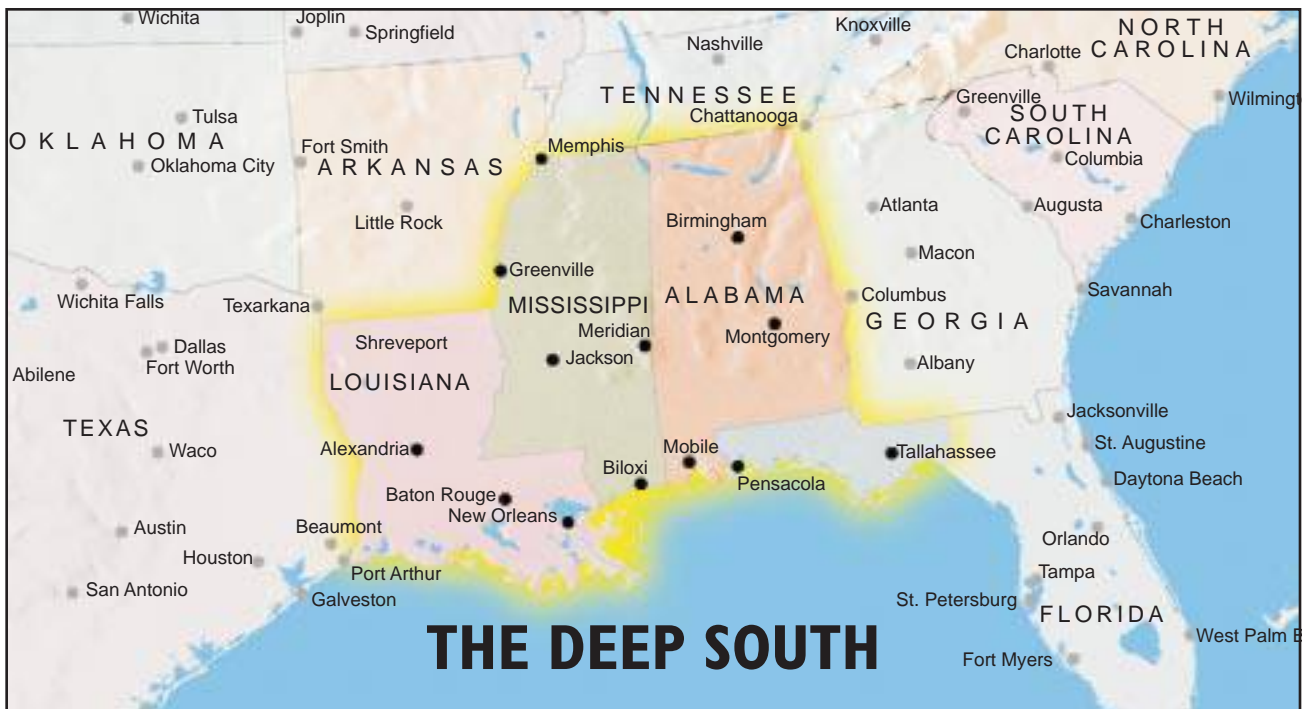 Wichita
Joplin
Springfield
Nashville
Knoxville
NORTH
CAROLINA
Charlotte
Wilmingt
Tulsa
OKLAHOMA
Oklahoma City
Fort Smith
ARKANSAS
Little Rock
TENNESSEE
Chattanooga
Memphis
Greenville
SOUTH
CAROLINA
Columbia
Atlanta
Augusta
Charleston
Birmingham
Macon
Greenville
Wichita Falls
Texarkana
MISSISSIPPI
ALABAMA
Columbus
GEORGIA
Savannah
Dallas
Fort Worth
Abilene
Shreveport
LOUISIANA
Meridian
Jackson
Montgomery
Albany
TEXAS
Waco
Alexandria
Jacksonville
St. Augustine
Mobile
Tallahassee
Biloxi
Pensacola
Daytona Beach
Baton Rouge
New Orleans
Austin
Beaumont
Houston
Port Arthur
Orlando
San Antonio
Galveston
Tampa
St. Petersburg
FLORIDA
West Palm B
Fort Myers
THE DEEP SOUTH